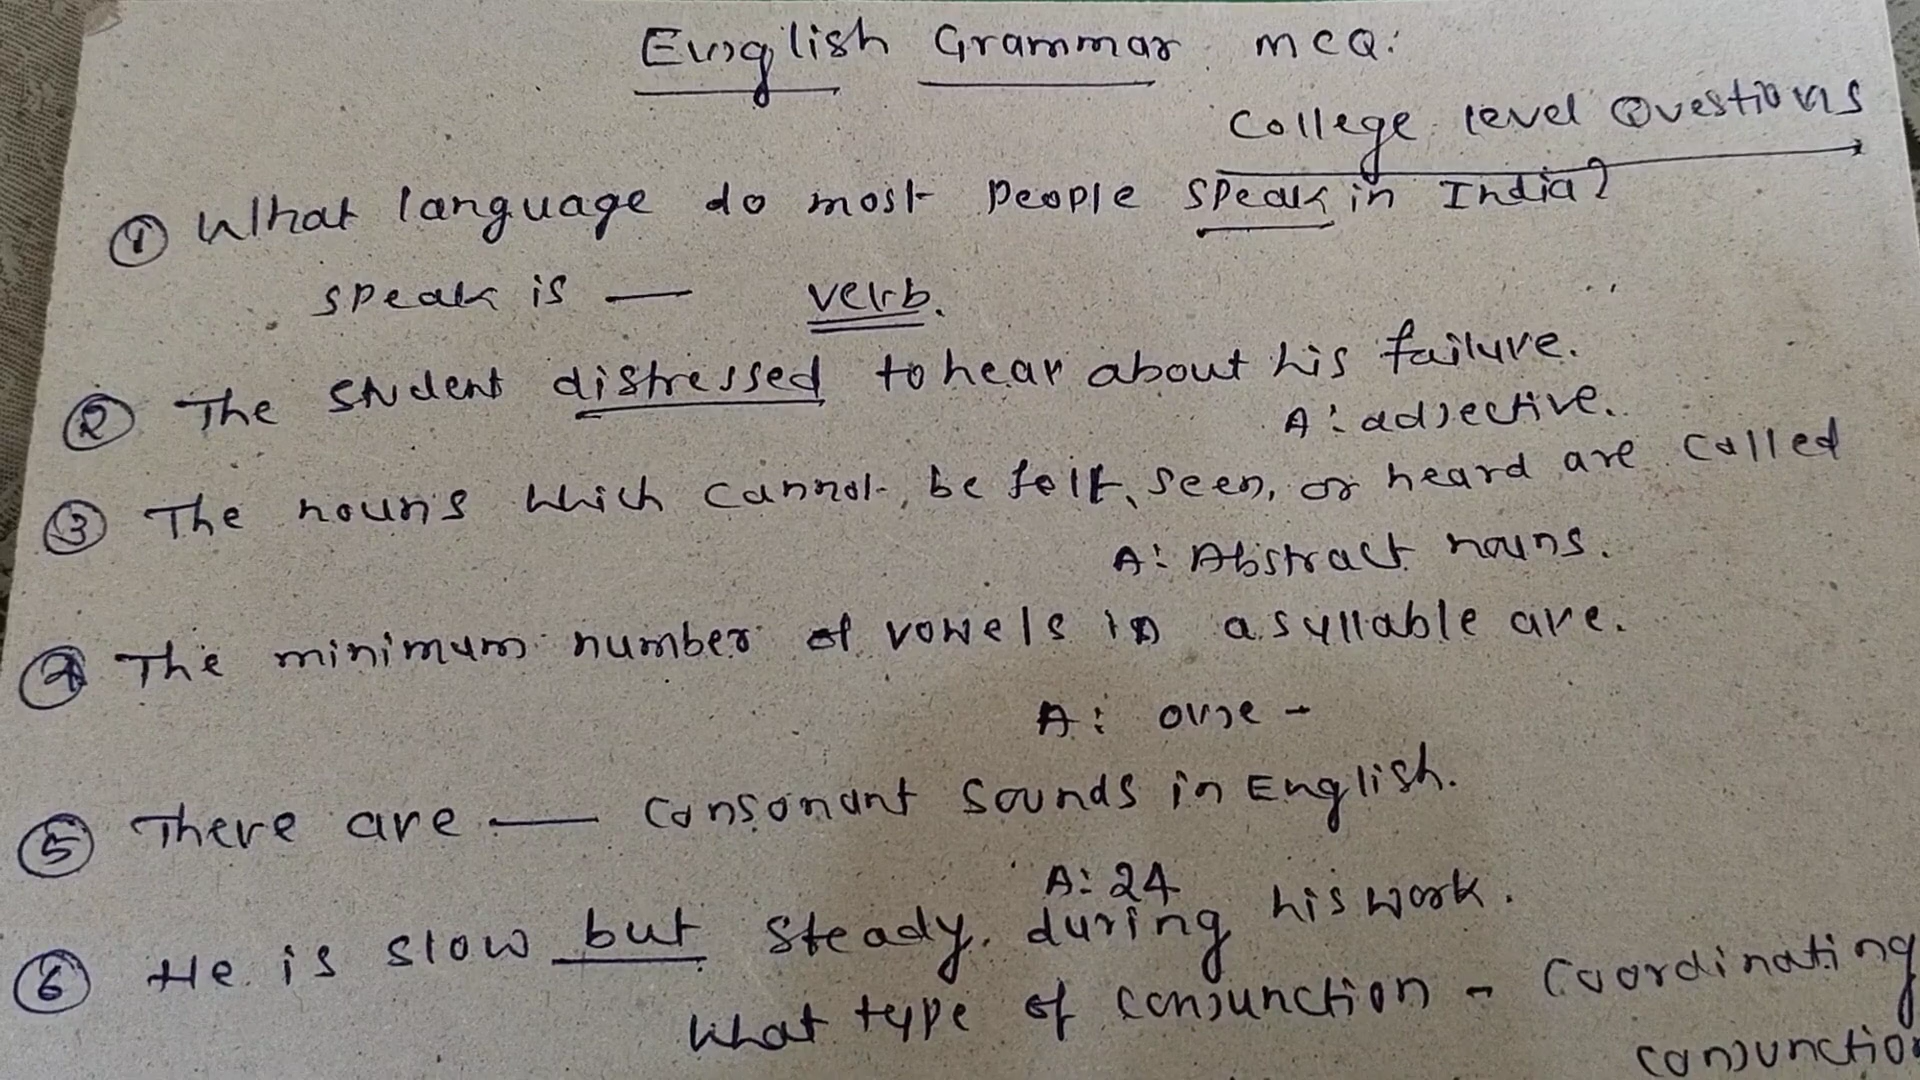 English Grammar MCQ:
College level Questions
① What language do most people speak in India?
speak is — verb.
② The student distressed to hear about his failure.
A: adjective.
③ The nouns which cannot be felt, seen, or heard are called
A: Abstract nouns.
④ The minimum number of vowels in a syllable are.
A: one -
⑤ There are — consonant sounds in English.
A: 24
⑥ He is slow but steady during his work.
What type of conjunction - Coordinating
conjunction